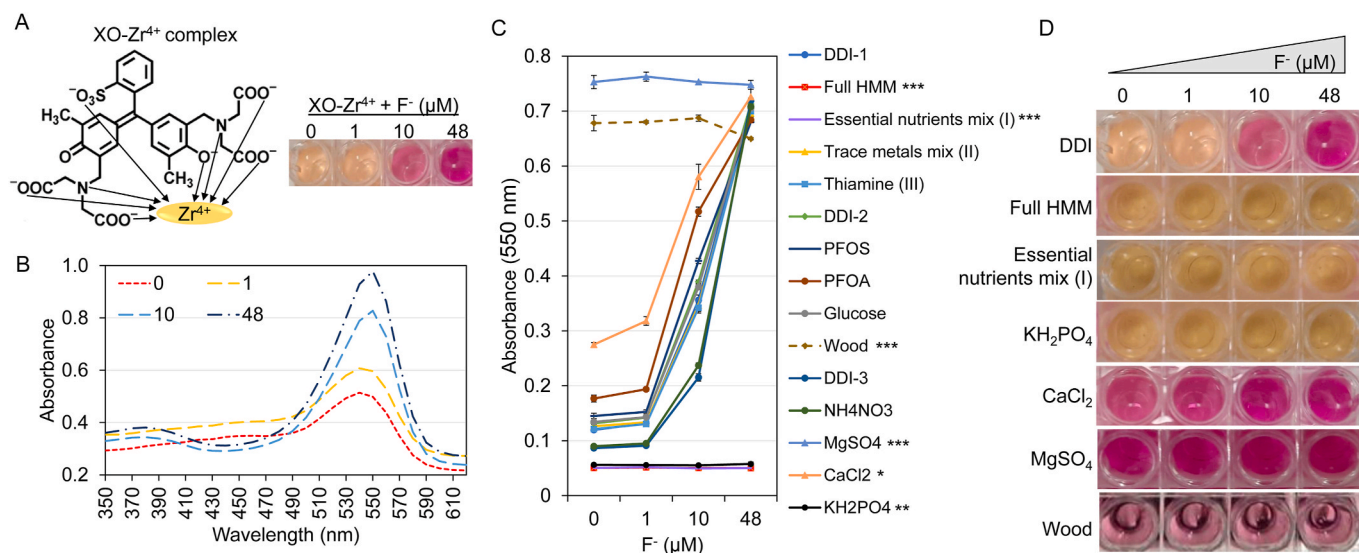 A
XO-Zr⁴⁺ complex
⁻O₃S
COO⁻
H₃C
N
COO⁻
O
O⁻
CH₃
⁻OOC
N
COO⁻
Zr⁴⁺
XO-Zr⁴⁺ + F⁻ (µM)
0 1 10 48
B
Absorbance
1.0
0.8
0.6
0.4
0.2
0 1
10 48
350 370 390 410 430 450 470 490 510 530 550 570 590 610
Wavelength (nm)
C
Absorbance (550 nm)
0.8
0.7
0.6
0.5
0.4
0.3
0.2
0.1
0
0 1 10 48
F⁻ (µM)
DDI-1
Full HMM ***
Essential nutrients mix (I) ***
Trace metals mix (II)
Thiamine (III)
DDI-2
PFOS
PFOA
Glucose
Wood ***
DDI-3
NH4NO3
MgSO4 ***
CaCl2 *
KH2PO4 **
D
F⁻ (µM)
0 1 10 48
DDI
Full HMM
Essential
nutrients mix (I)
KH₂PO₄
CaCl₂
MgSO₄
Wood